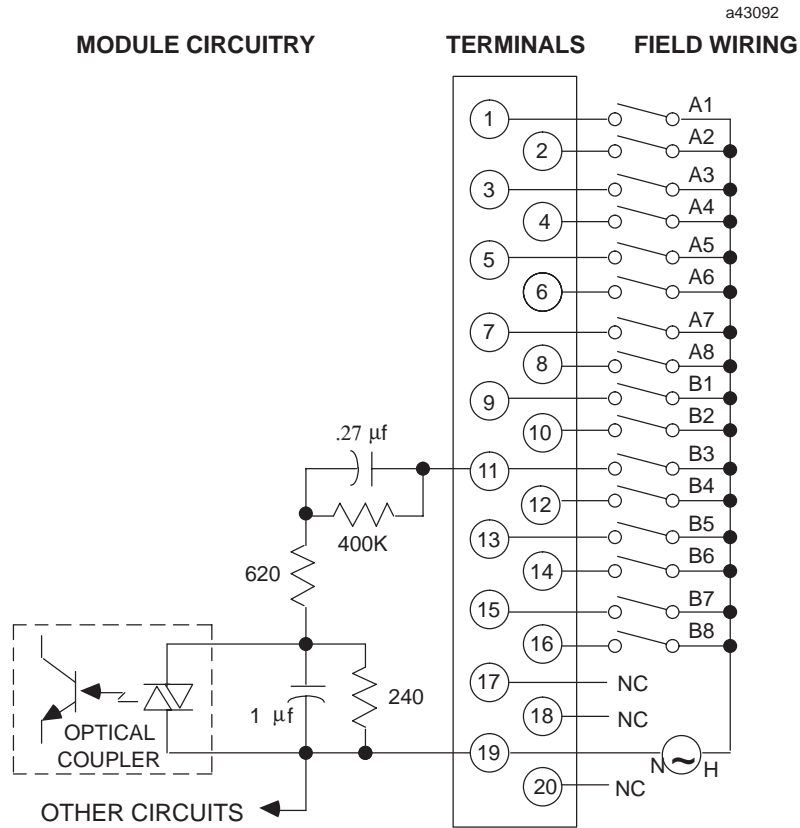 a43092
MODULE CIRCUITRY TERMINALS FIELD WIRING
1 A1
2 A2
3 A3
4 A4
5 A5
6 A6
7 A7
8 A8
9 B1
10 B2
.27 µf
11 B3
400K
12 B4
13 B5
620
14 B6
15 B7
16 B8
17 NC
240
1 µf
18 NC
OPTICAL
COUPLER
19 N ~ H
20 NC
OTHER CIRCUITS